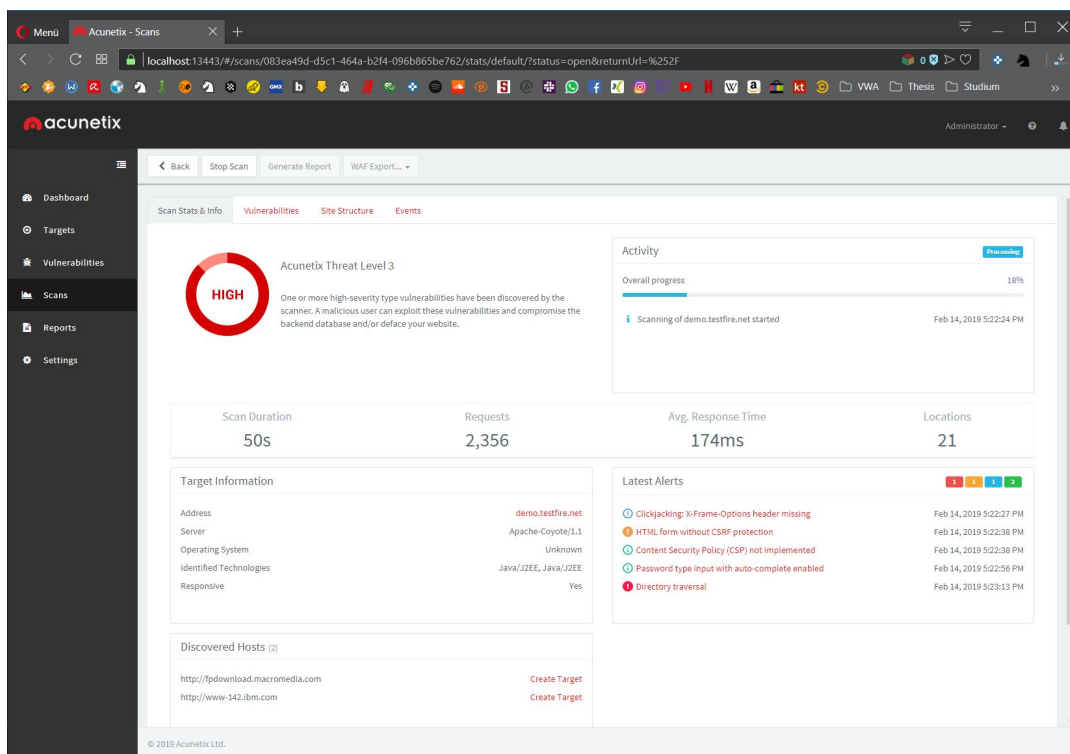 Menü
Acunetix - Scans
localhost:13443/#/scans/083ea49d-d5c1-464a-b2f4-096b865be762/stats/default/?status=open&returnUrl=%252F
0
VWA
Thesis
Studium
acunetix
Administrator
Back
Stop Scan
Generate Report
WAF Export...
Dashboard
Targets
Vulnerabilities
Scans
Reports
Settings
Scan Stats & Info
Vulnerabilities
Site Structure
Events
HIGH
Acunetix Threat Level 3
One or more high-severity type vulnerabilities have been discovered by the
scanner. A malicious user can exploit these vulnerabilities and compromise the
backend database and/or deface your website.
Activity
Processing
Overall progress
18%
Scanning of demo.testfire.net started
Feb 14, 2019 5:22:24 PM
Scan Duration
50s
Requests
2,356
Avg. Response Time
174ms
Locations
21
Target Information
Address
demo.testfire.net
Server
Apache-Coyote/1.1
Operating System
Unknown
Identified Technologies
Java/J2EE, Java/J2EE
Responsive
Yes
Latest Alerts
1 1 1 2
Clickjacking: X-Frame-Options header missing
Feb 14, 2019 5:22:27 PM
HTML form without CSRF protection
Feb 14, 2019 5:22:38 PM
Content Security Policy (CSP) not implemented
Feb 14, 2019 5:22:38 PM
Password type input with auto-complete enabled
Feb 14, 2019 5:22:56 PM
Directory traversal
Feb 14, 2019 5:23:13 PM
Discovered Hosts (2)
http://fpdownload.macromedia.com
Create Target
http://www-142.ibm.com
Create Target
© 2019 Acunetix Ltd.